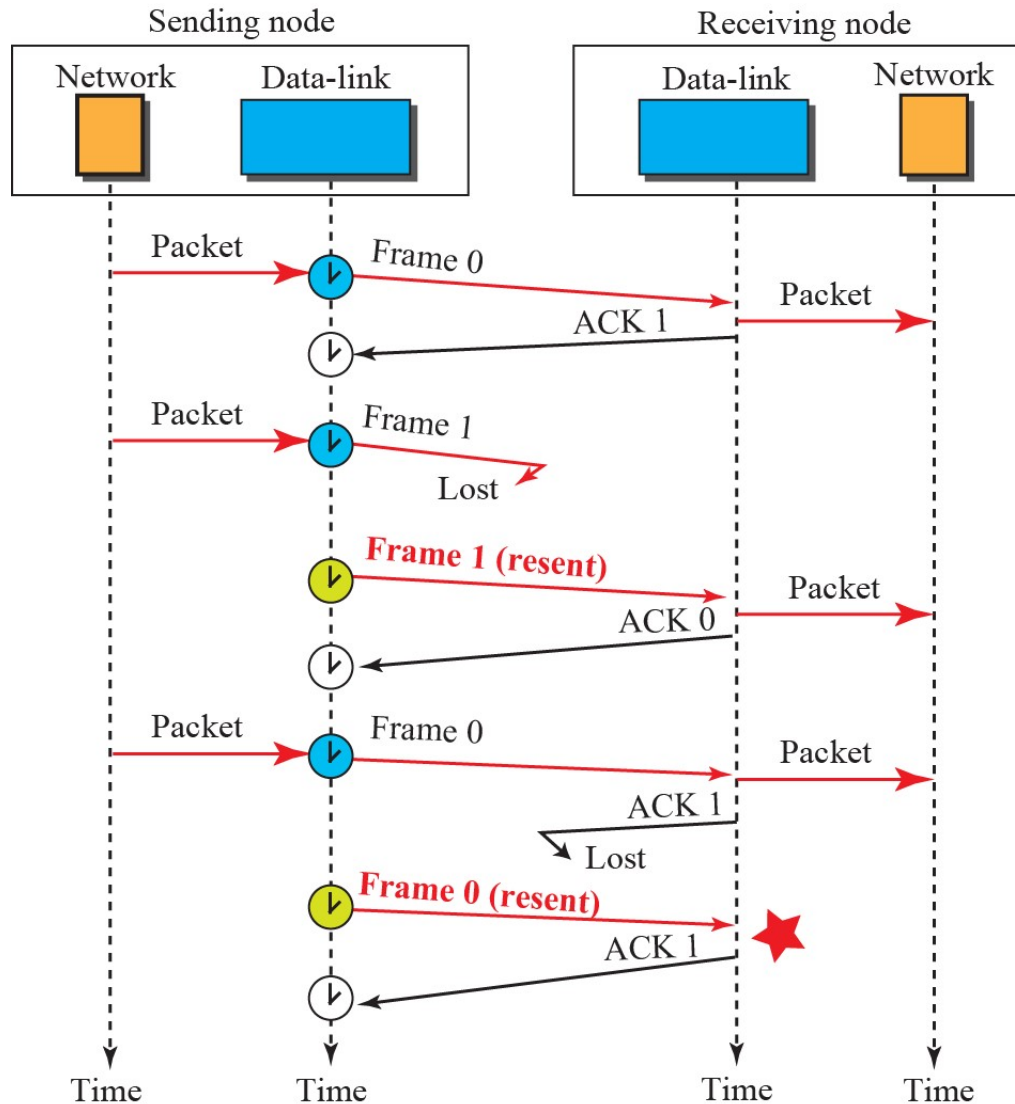 Sending node
Receiving node
Network
Data-link
Data-link
Network
Packet
Frame 0
Packet
ACK 1
Packet
Frame 1
Lost
Frame 1 (resent)
Packet
ACK 0
Packet
Frame 0
Packet
ACK 1
Lost
Frame 0 (resent)
ACK 1
Time
Time
Time
Time